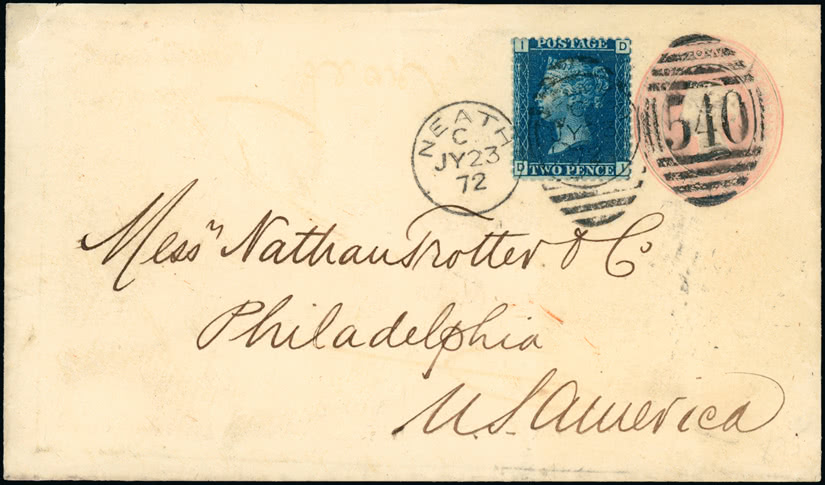 I POSTAGE D
D TWO PENCE I
NEATH
C
JY23
72
540
Messrs Nathan Trotter & Co
Philadelphia
U.S. America